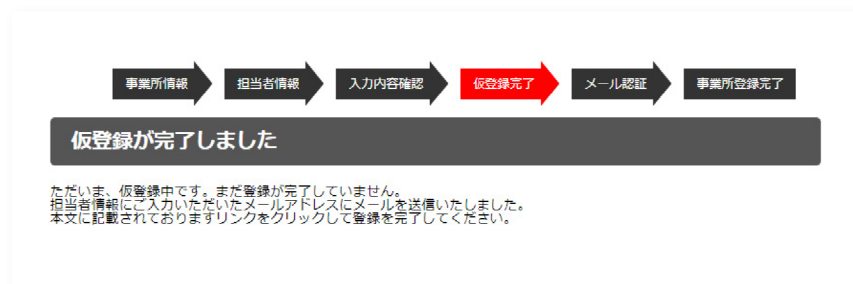 事業所情報 担当者情報 入力内容確認 仮登録完了 メール認証 事業所登録完了
仮登録が完了しました
ただいま、仮登録中です。まだ登録が完了していません。
担当者情報にご入力いただいたメールアドレスにメールを送信いたしました。
本文に記載されておりますリンクをクリックして登録を完了してください。